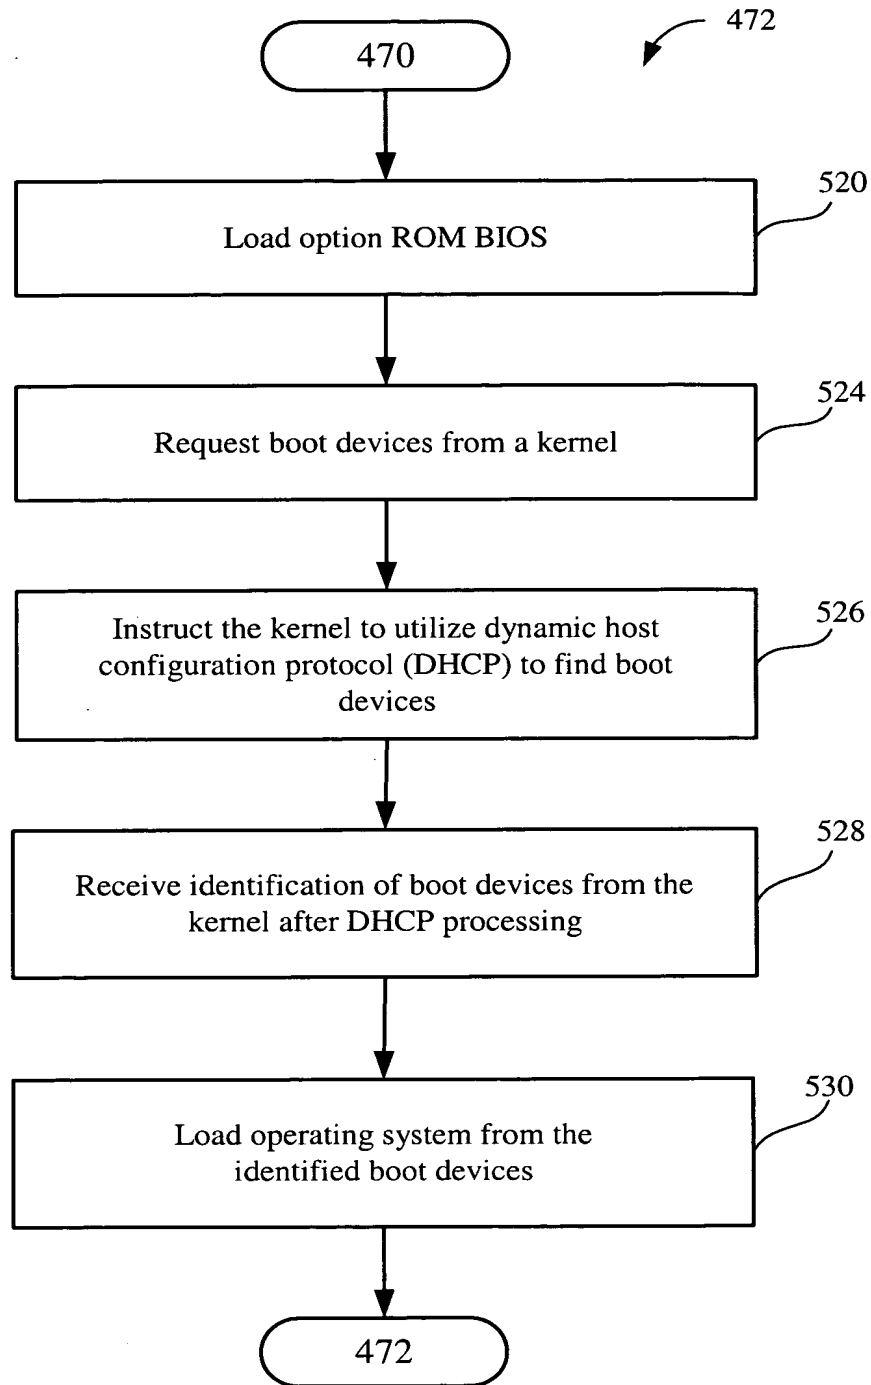 472
470
520
Load option ROM BIOS
524
Request boot devices from a kernel
526
Instruct the kernel to utilize dynamic host
configuration protocol (DHCP) to find boot
devices
528
Receive identification of boot devices from the
kernel after DHCP processing
530
Load operating system from the
identified boot devices
472